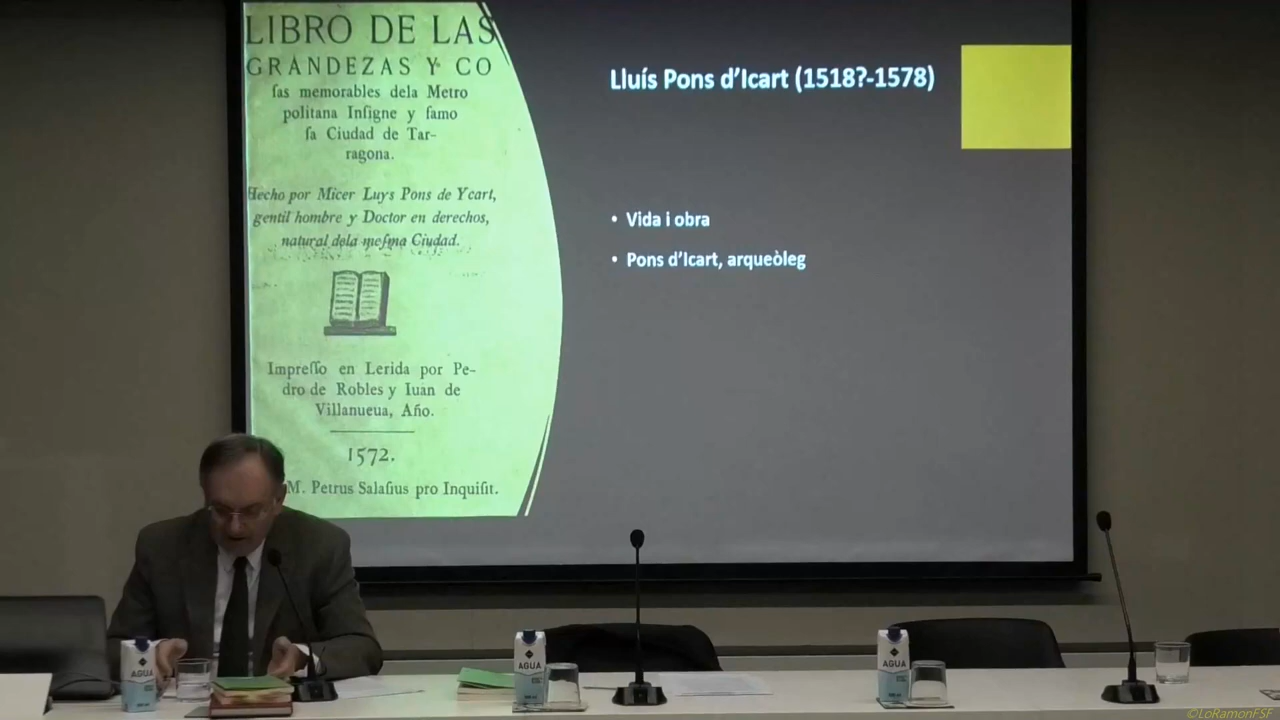 LIBRO DE LAS
GRANDEZAS Y CO
ſas memorables dela Metro
politana Inſigne y famo
ſa Ciudad de Tar-
ragona.
Hecho por Micer Luys Pons de Ycart,
gentil hombre y Doctor en derechos,
natural dela meſma Ciudad.
Impreſſo en Lerida por Pe-
dro de Robles y Iuan de
Villanueua, Año.
1572.
M. Petrus Salaſius pro Inquiſit.
Lluís Pons d’Icart (1518?-1578)
• Vida i obra
• Pons d’Icart, arqueòleg
AGUA
AGUA
AGUA
©LoRamonFSF